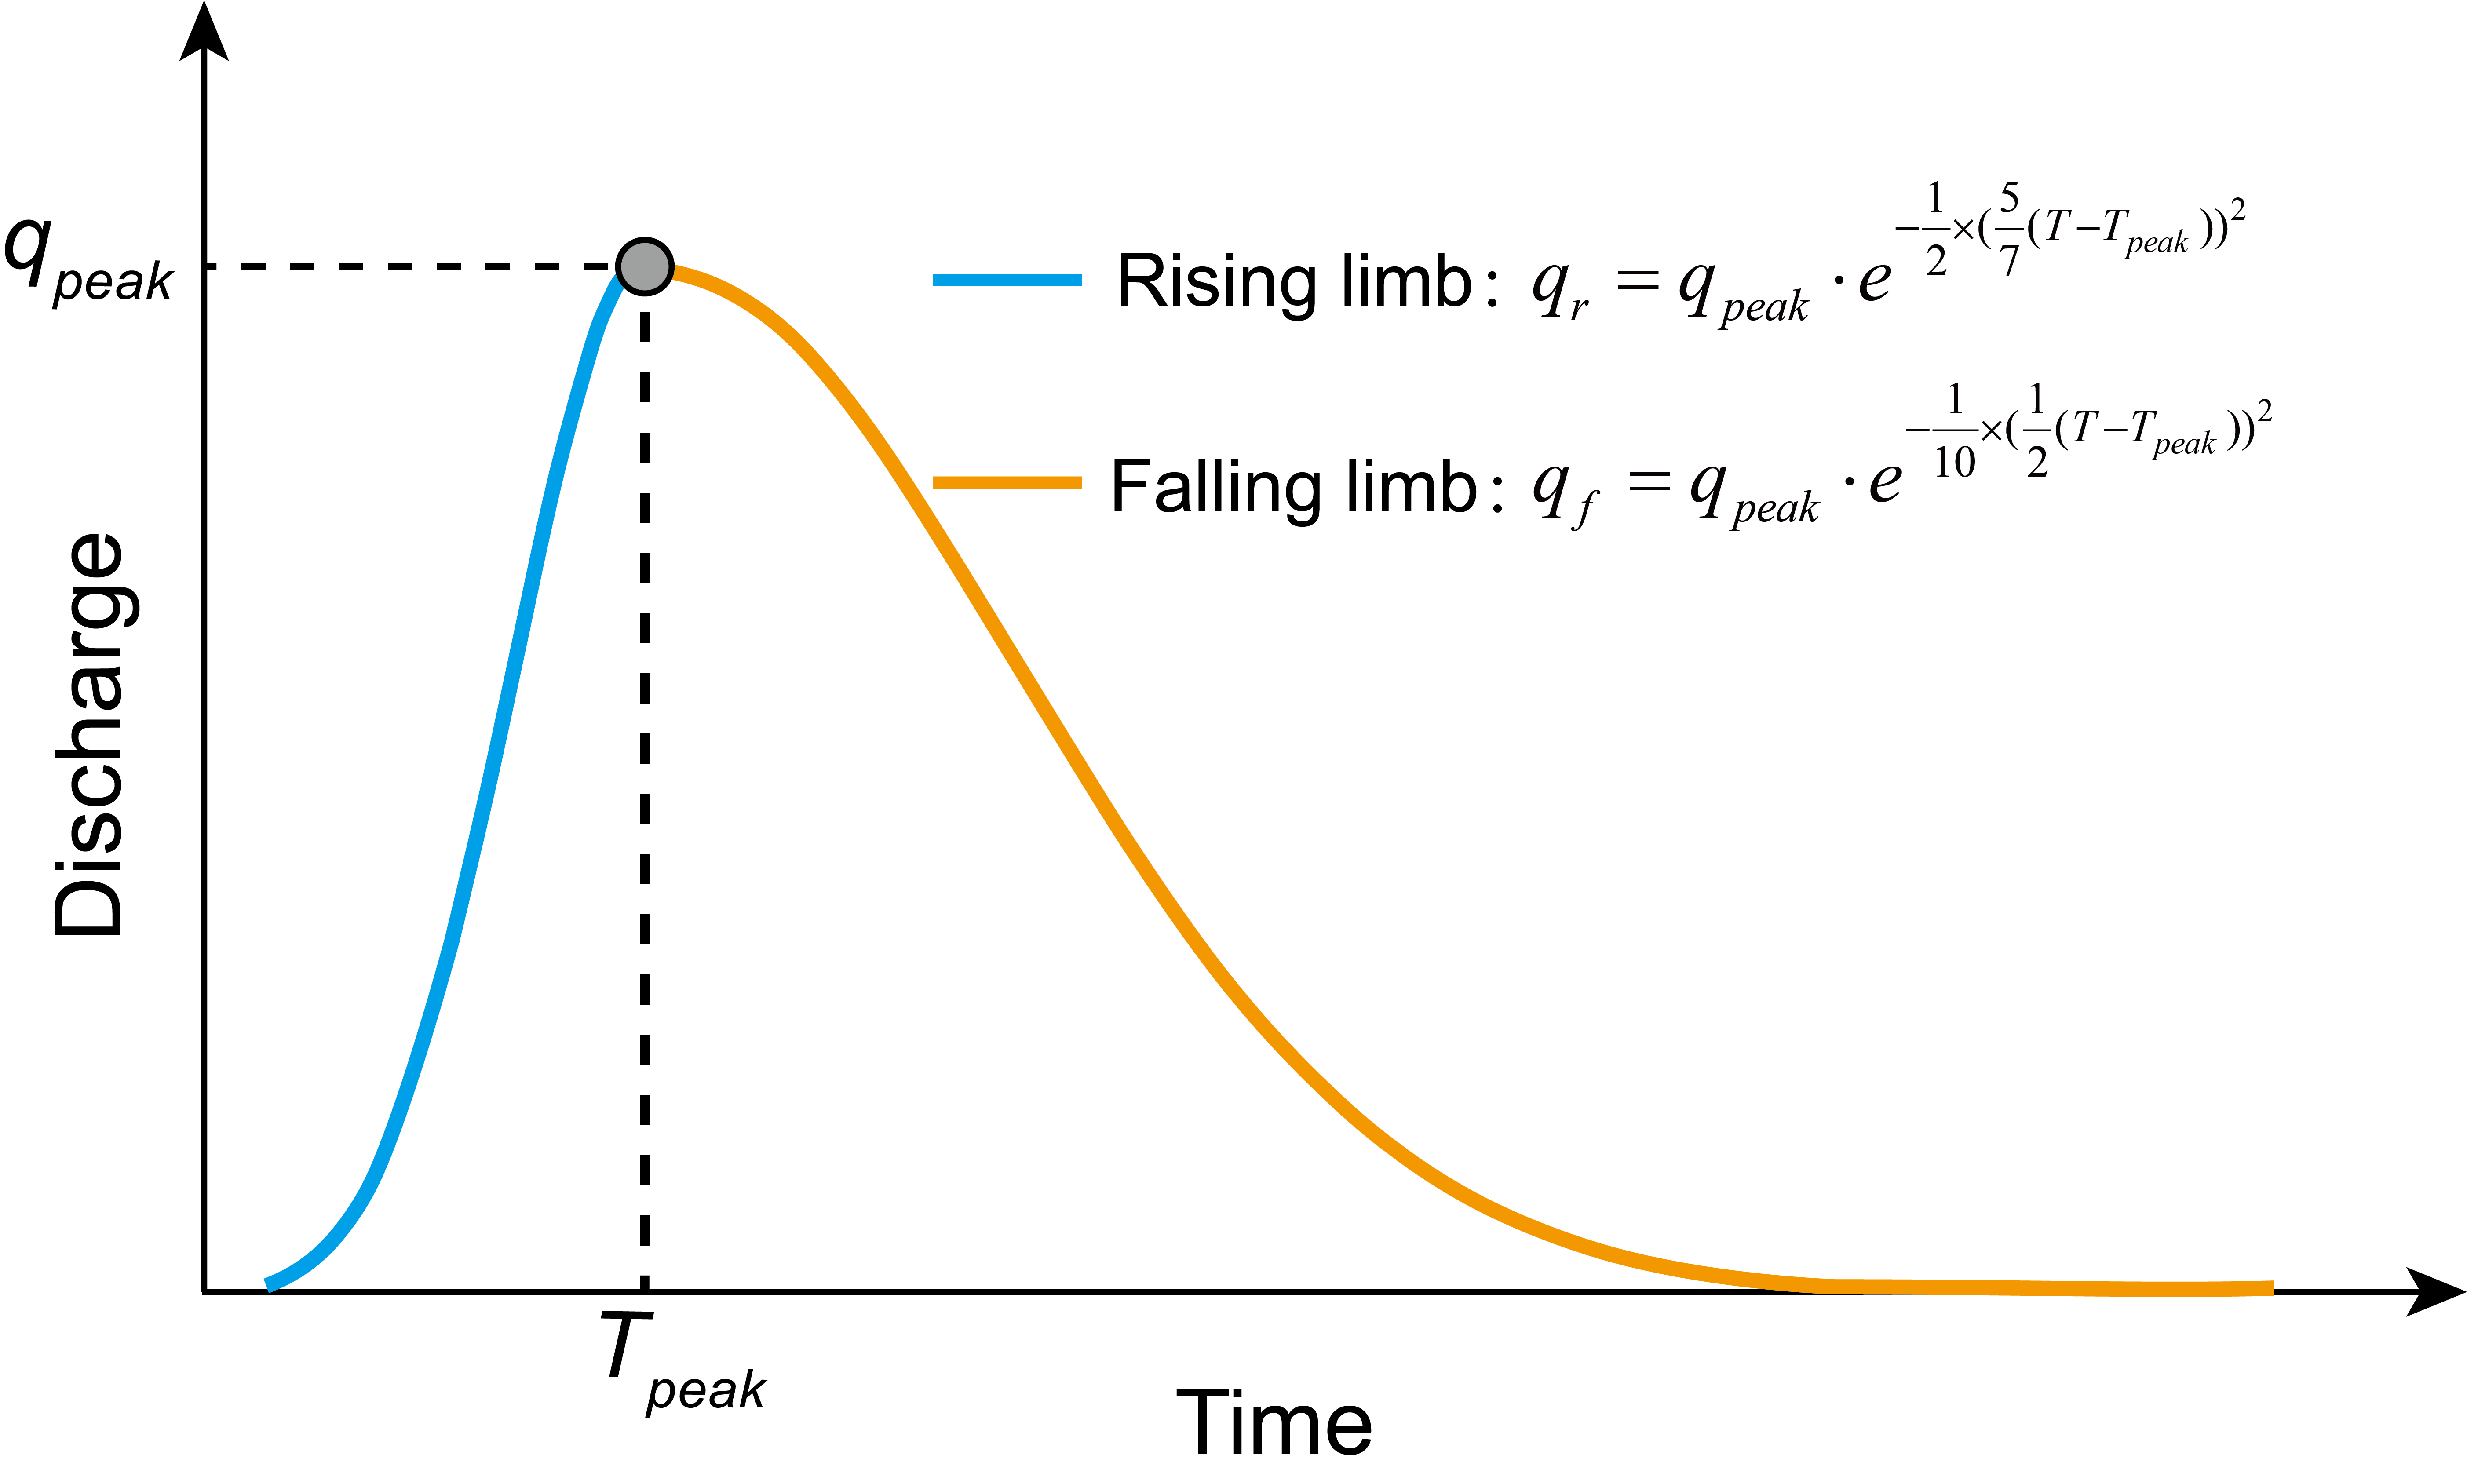 q_peak
Rising limb: q_r = q_peak · e^{-1/2×(5/7(T−T_peak))^2}
Falling limb: q_f = q_peak · e^{-1/10×(1/2(T−T_peak))^2}
Discharge
T_peak
Time